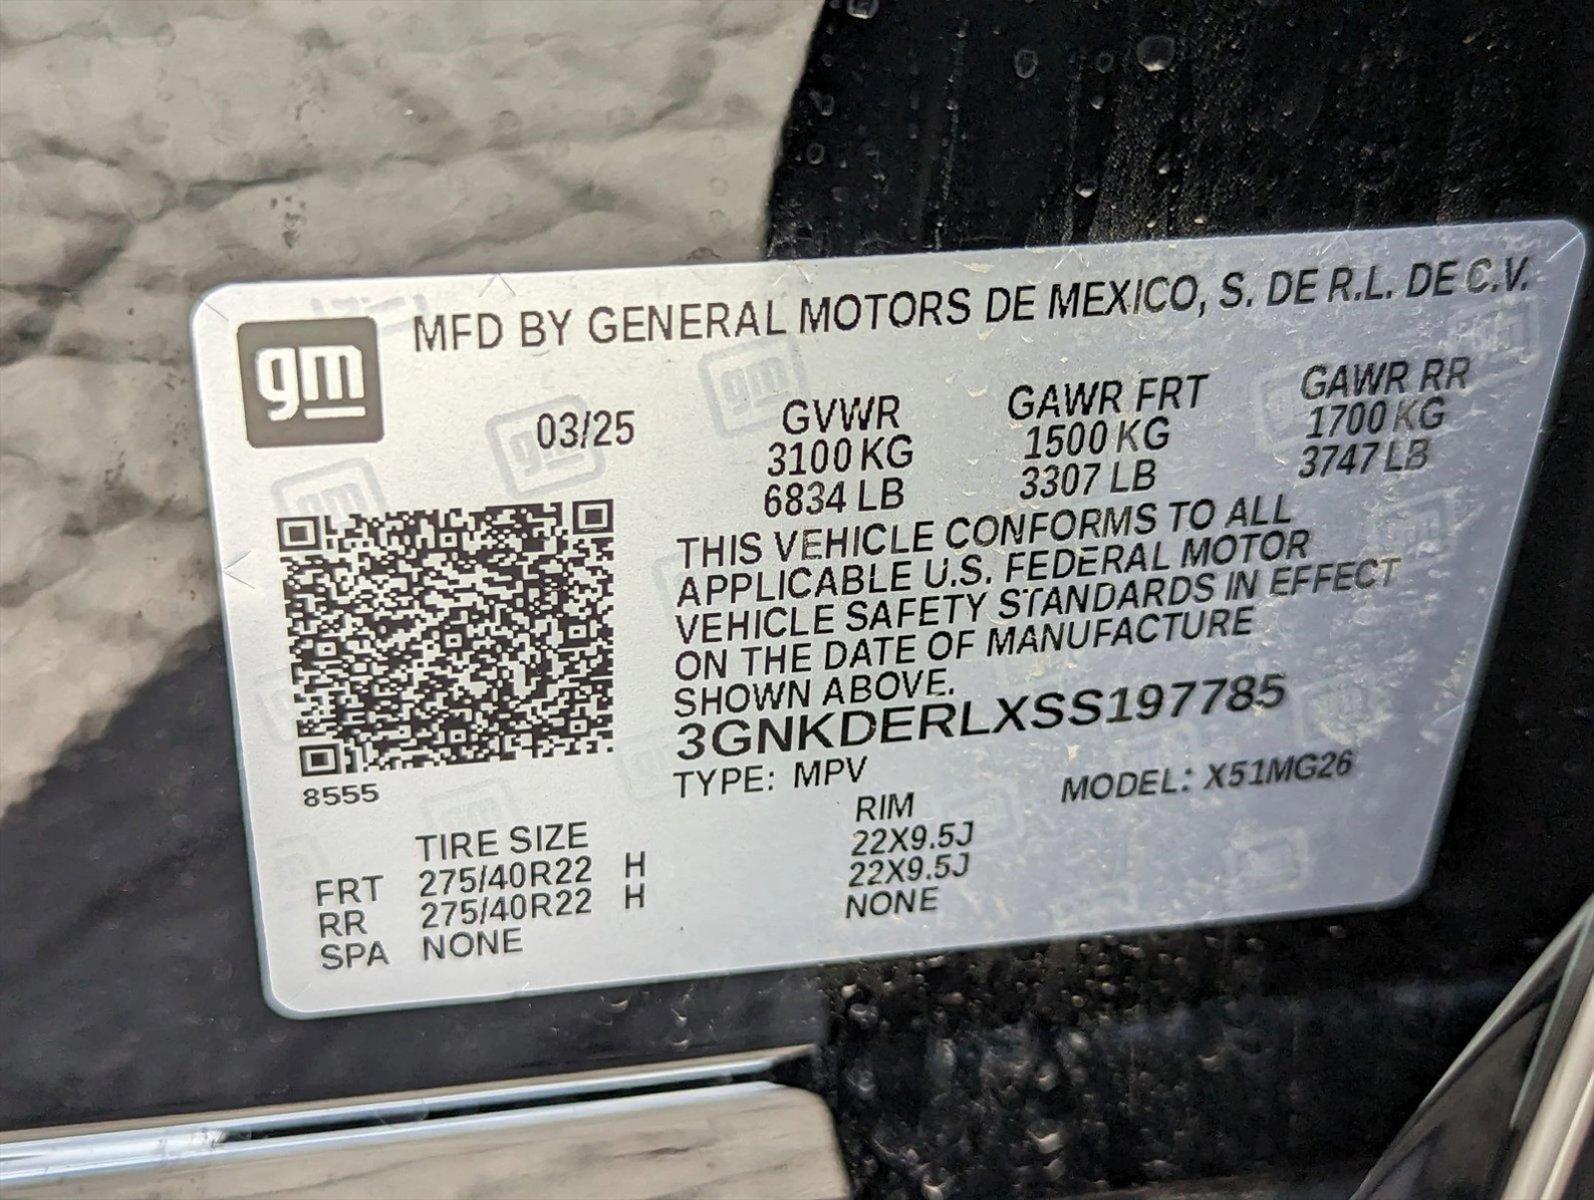 gm
MFD BY GENERAL MOTORS DE MEXICO, S. DE R.L. DE C.V.
03/25
GVWR GAWR FRT GAWR RR
3100 KG 1500 KG 1700 KG
6834 LB 3307 LB 3747 LB
THIS VEHICLE CONFORMS TO ALL
APPLICABLE U.S. FEDERAL MOTOR
VEHICLE SAFETY STANDARDS IN EFFECT
ON THE DATE OF MANUFACTURE
SHOWN ABOVE.
3GNKDERLXSS197785
TYPE: MPV MODEL: X51MG26
8555
TIRE SIZE RIM
FRT 275/40R22 H 22X9.5J
RR 275/40R22 H 22X9.5J
SPA NONE NONE